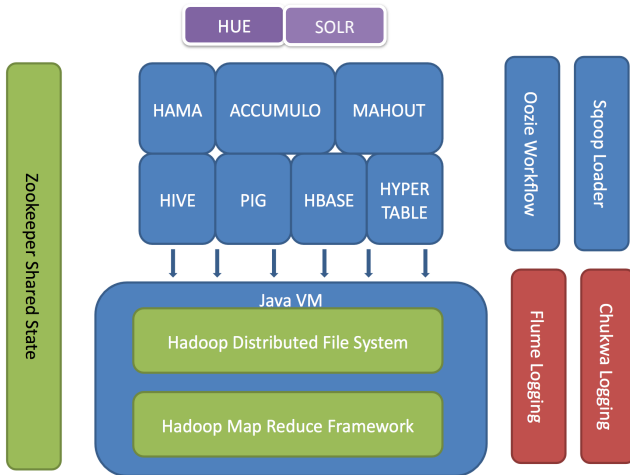 HUE
SOLR
HAMA
ACCUMULO
MAHOUT
HIVE
PIG
HBASE
HYPER
TABLE
Zookeeper Shared State
Java VM
Hadoop Distributed File System
Hadoop Map Reduce Framework
Oozie Workflow
Sqoop Loader
Flume Logging
Chukwa Logging